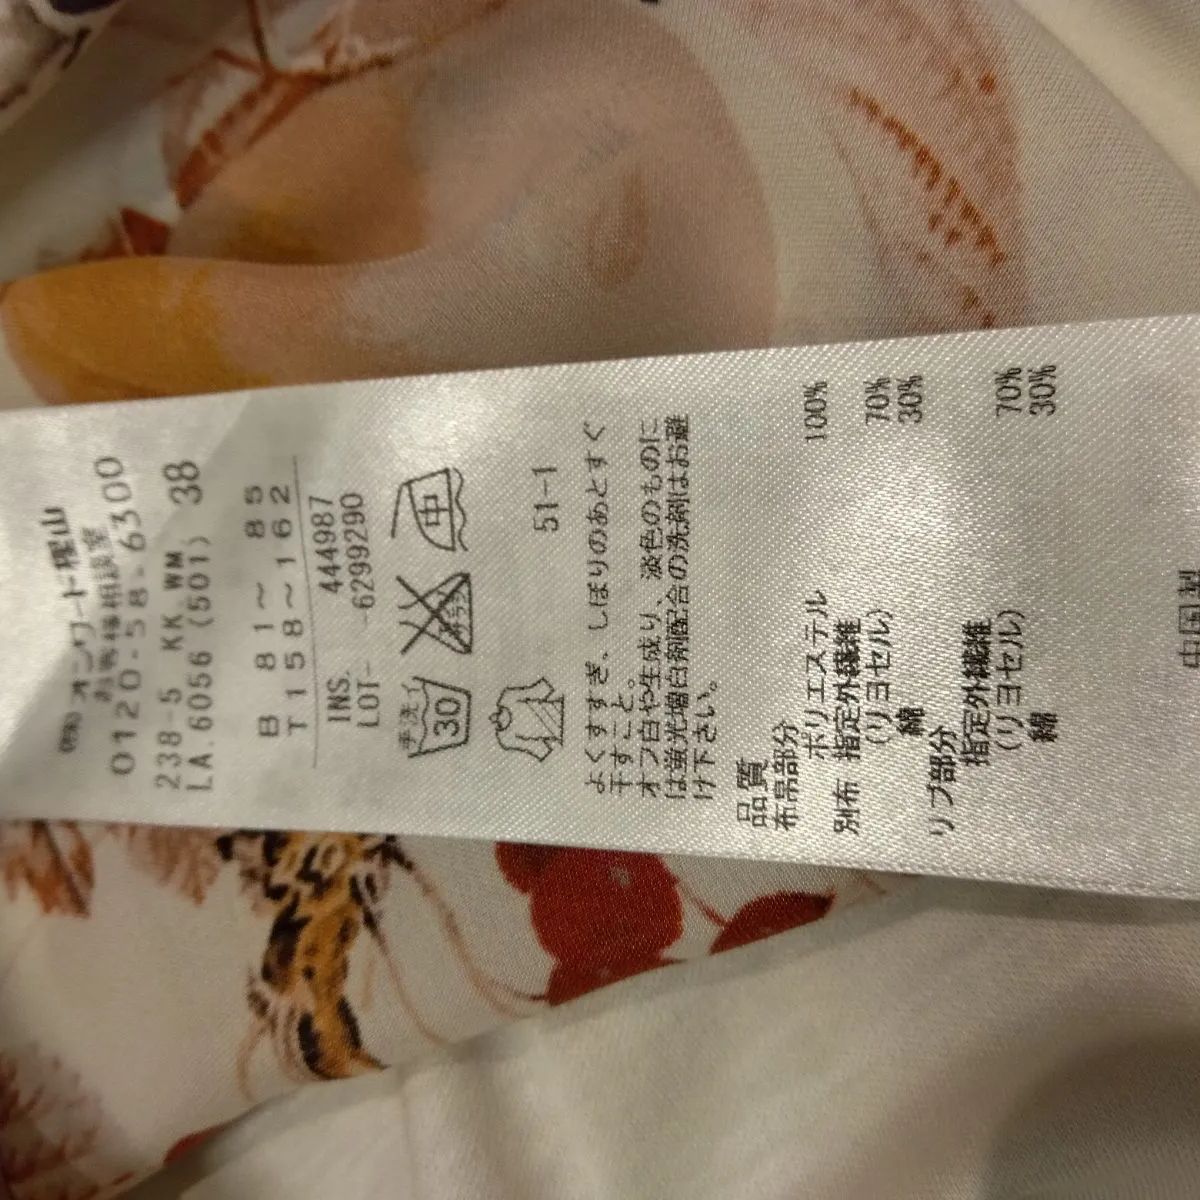 (株)オンワード樫山
お客様相談室
0120-58-6300
238-5 KK WM
LA.6056 (501) 38
B 81～85
T158～162
INS. 444987
LOT- -6299290
手洗イ
30
エンソサラシ
中
51-1
よくすすぎ、しぼりのあとすぐ
干すこと。
オフ白や生成り、淡色のものに
は蛍光増白剤配合の洗剤はお避
け下さい。
品質
布帛部分
ポリエステル 100%
別布 指定外繊維 70%
(リヨセル)
綿 30%
リブ部分
指定外繊維 70%
(リヨセル)
綿 30%
中国製